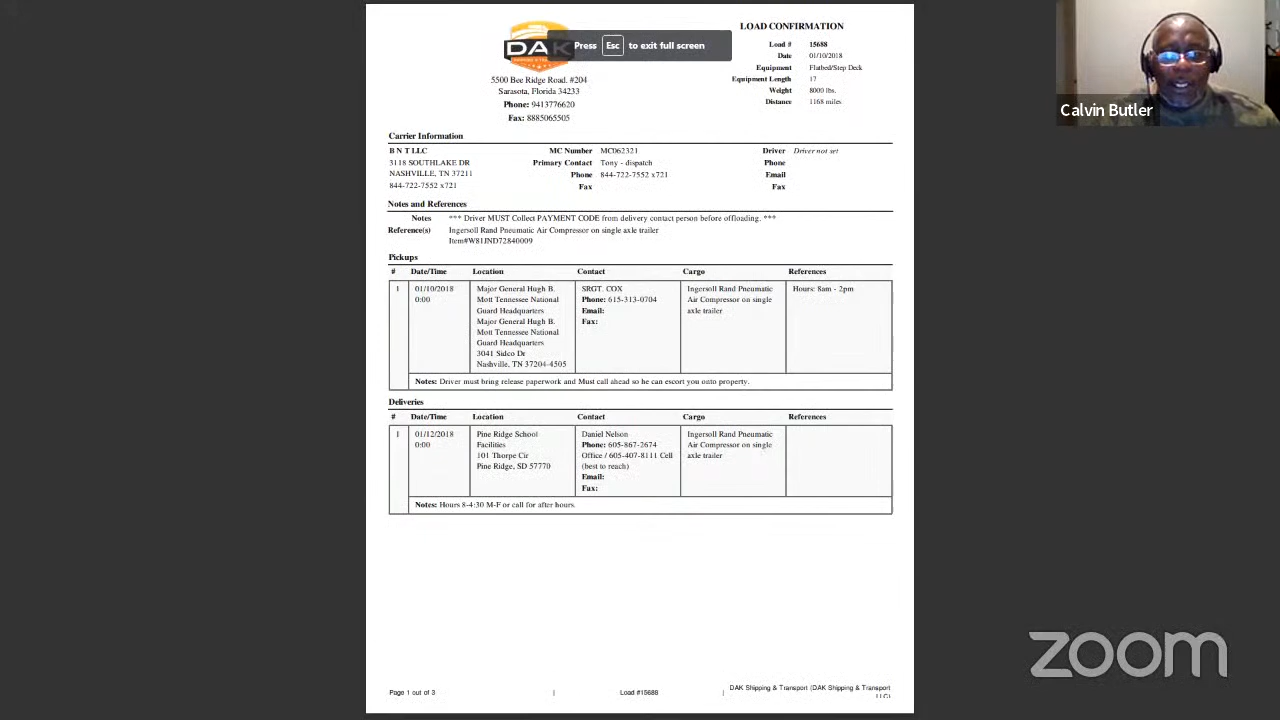 LOAD CONFIRMATION
DAK
Press Esc to exit full screen
Load # 15688
Date 01/10/2018
Equipment Flatbed/Step Deck
Equipment Length 17
Weight 8000 lbs.
Distance 1168 miles
5500 Bee Ridge Road. #204
Sarasota, Florida 34233
Phone: 9413776620
Fax: 8885065505
Calvin Butler
Carrier Information
B N T LLC MC Number MC062321 Driver Driver not set
3118 SOUTHLAKE DR Primary Contact Tony - dispatch Phone
NASHVILLE, TN 37211 Phone 844-722-7552 x721 Email
844-722-7552 x721 Fax Fax
Notes and References
Notes *** Driver MUST Collect PAYMENT CODE from delivery contact person before offloading. ***
Reference(s) Ingersoll Rand Pneumatic Air Compressor on single axle trailer
Item#W81JND72840009
Pickups
# Date/Time Location Contact Cargo References
1 01/10/2018 Major General Hugh B. SRGT. COX Ingersoll Rand Pneumatic Hours: 8am - 2pm
0:00 Mott Tennessee National Phone: 615-313-0704 Air Compressor on single
Guard Headquarters Email: axle trailer
Major General Hugh B. Fax:
Mott Tennessee National
Guard Headquarters
3041 Sidco Dr
Nashville, TN 37204-4505
Notes: Driver must bring release paperwork and Must call ahead so he can escort you onto property.
Deliveries
# Date/Time Location Contact Cargo References
1 01/12/2018 Pine Ridge School Daniel Nelson Ingersoll Rand Pneumatic
0:00 Facilities Phone: 605-867-2674 Air Compressor on single
101 Thorpe Cir Office / 605-407-8111 Cell axle trailer
Pine Ridge, SD 57770 (best to reach)
Email:
Fax:
Notes: Hours 8-4:30 M-F or call for after hours.
zoom
Page 1 out of 3 | Load #15688 | DAK Shipping & Transport (DAK Shipping & Transport
LLC)